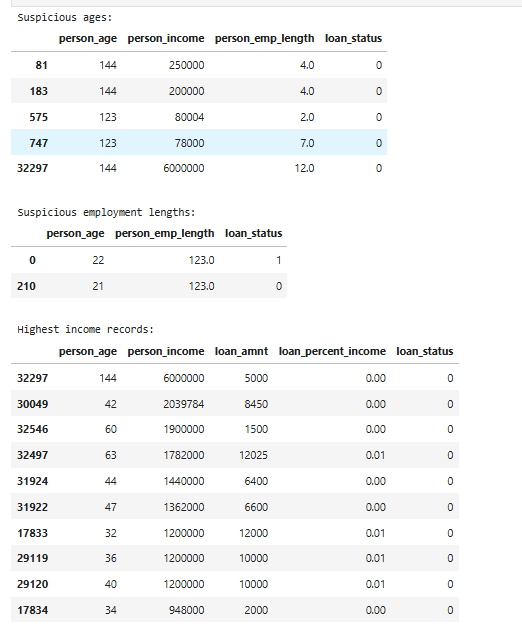 Suspicious ages:
person_age person_income person_emp_length loan_status
81 144 250000 4.0 0
183 144 200000 4.0 0
575 123 80004 2.0 0
747 123 78000 7.0 0
32297 144 6000000 12.0 0
Suspicious employment lengths:
person_age person_emp_length loan_status
0 22 123.0 1
210 21 123.0 0
Highest income records:
person_age person_income loan_amnt loan_percent_income loan_status
32297 144 6000000 5000 0.00 0
30049 42 2039784 8450 0.00 0
32546 60 1900000 1500 0.00 0
32497 63 1782000 12025 0.01 0
31924 44 1440000 6400 0.00 0
31922 47 1362000 6600 0.00 0
17833 32 1200000 12000 0.01 0
29119 36 1200000 10000 0.01 0
29120 40 1200000 10000 0.01 0
17834 34 948000 2000 0.00 0